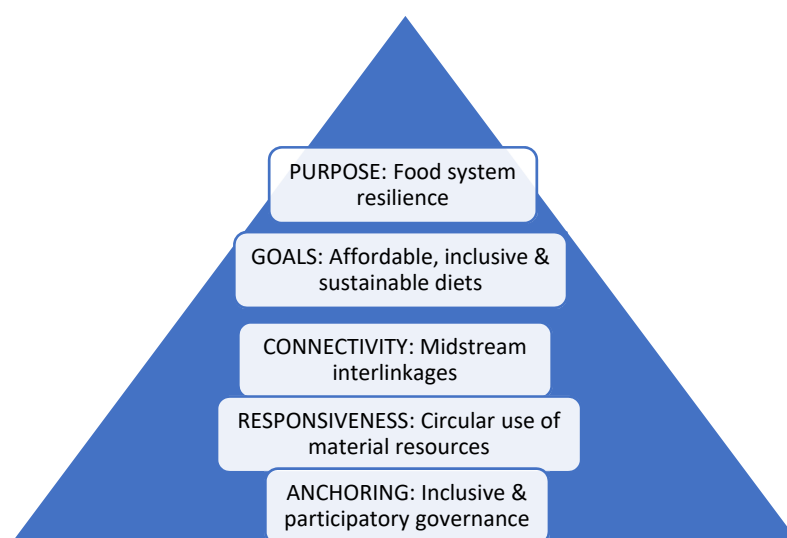 PURPOSE: Food system
resilience
GOALS: Affordable, inclusive &
sustainable diets
CONNECTIVITY: Midstream
interlinkages
RESPONSIVENESS: Circular use of
material resources
ANCHORING: Inclusive &
participatory governance